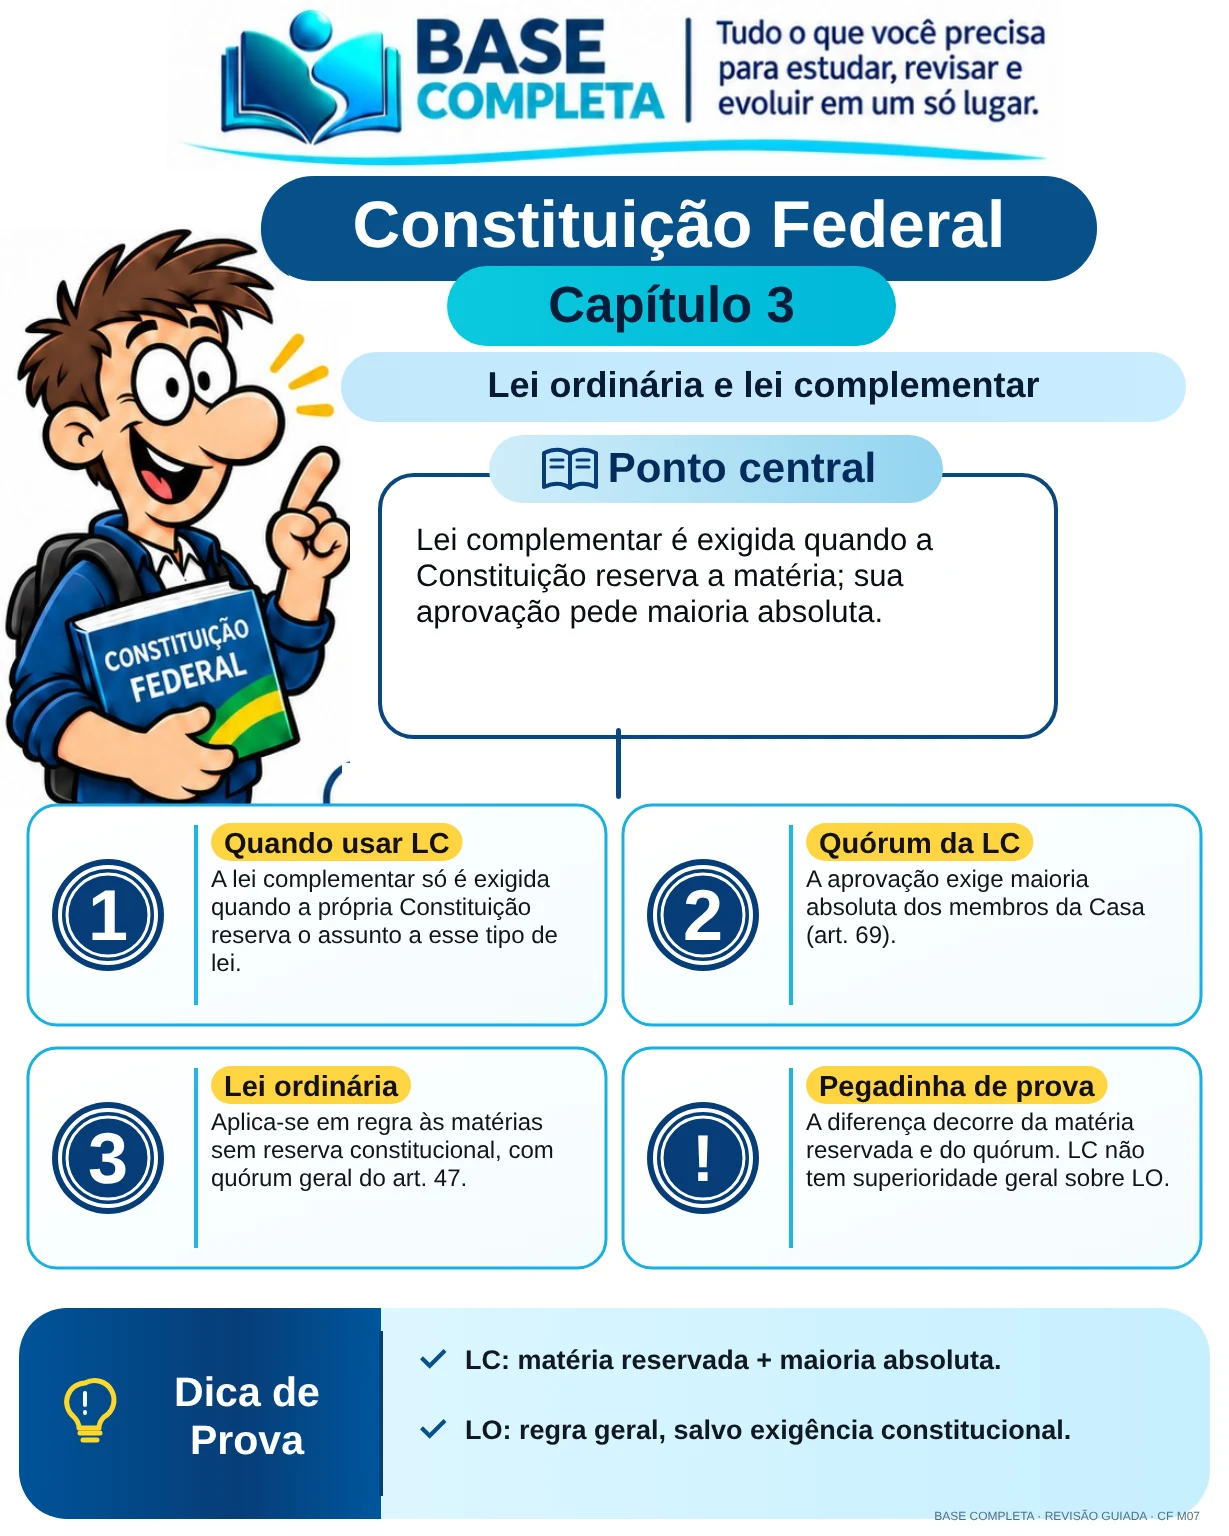 BASE
COMPLETA
Tudo o que você precisa
para estudar, revisar e
evoluir em um só lugar.
Constituição Federal
Capítulo 3
Lei ordinária e lei complementar
Ponto central
Lei complementar é exigida quando a
Constituição reserva a matéria; sua
aprovação pede maioria absoluta.
CONSTITUIÇÃO
FEDERAL
1
Quando usar LC
A lei complementar só é exigida
quando a própria Constituição
reserva o assunto a esse tipo de
lei.
2
Quórum da LC
A aprovação exige maioria
absoluta dos membros da Casa
(art. 69).
3
Lei ordinária
Aplica-se em regra às matérias
sem reserva constitucional, com
quórum geral do art. 47.
!
Pegadinha de prova
A diferença decorre da matéria
reservada e do quórum. LC não
tem superioridade geral sobre LO.
Dica de
Prova
LC: matéria reservada + maioria absoluta.
LO: regra geral, salvo exigência constitucional.
BASE COMPLETA · REVISÃO GUIADA · CF M07